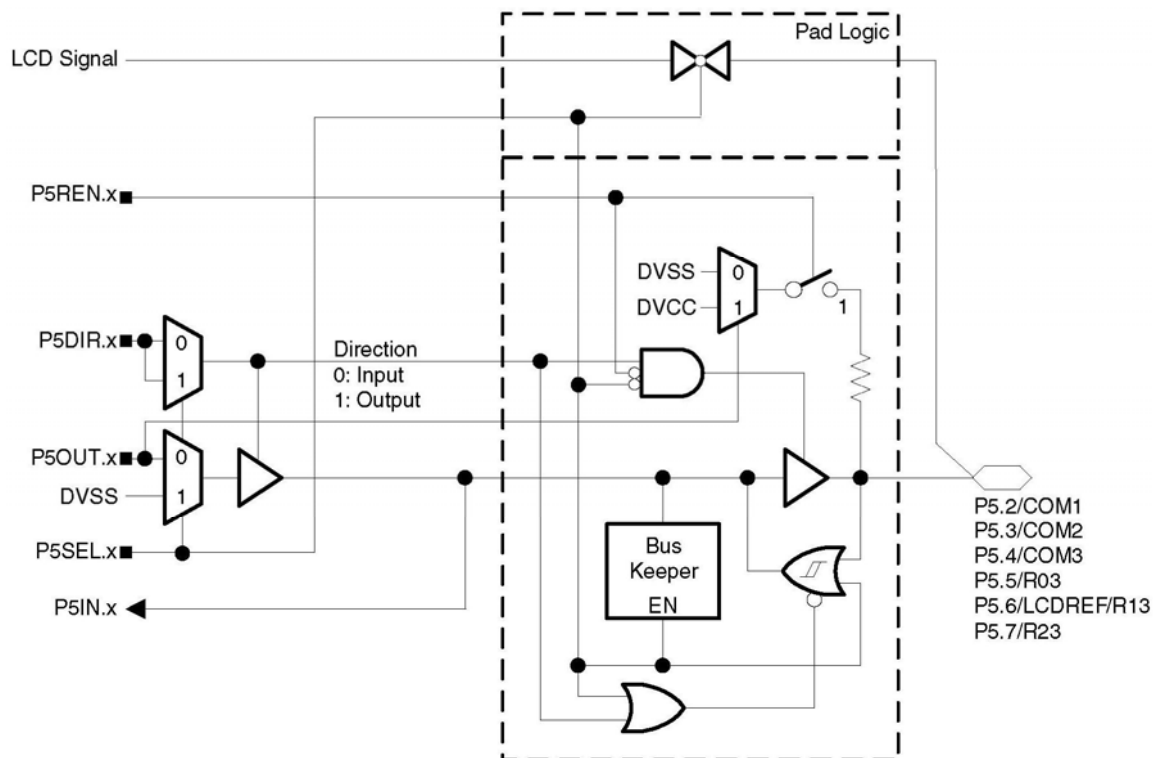 Pad Logic
LCD Signal
P5REN.x
DVSS
0
DVCC
1
1
P5DIR.x
0
1
Direction
0: Input
1: Output
P5OUT.x
0
DVSS
1
P5SEL.x
P5IN.x
Bus
Keeper
EN
P5.2/COM1
P5.3/COM2
P5.4/COM3
P5.5/R03
P5.6/LCDREF/R13
P5.7/R23